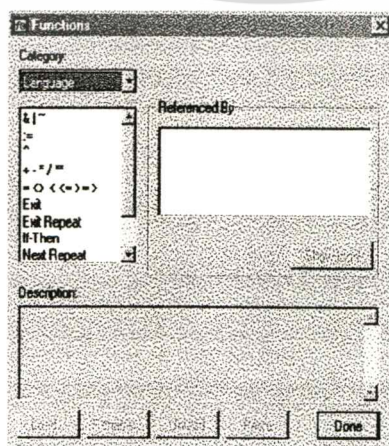 Functions
Category:
Language
Referenced By
& | ~
:=
^
+ - * / **
= <> < <= > >=
Exit
Exit Repeat
If-Then
Next Repeat
Description:
Done